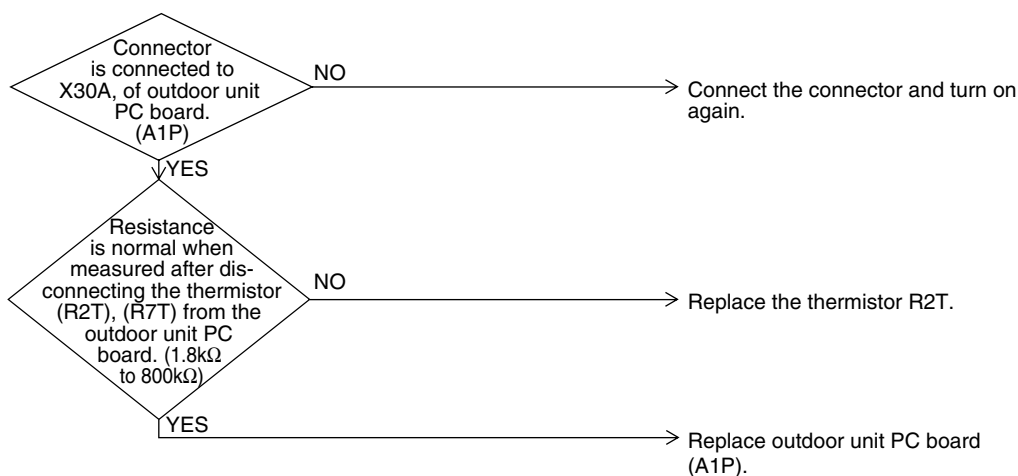 Connector
is connected to
X30A, of outdoor unit
PC board.
(A1P)
NO
Connect the connector and turn on
again.
YES
Resistance
is normal when
measured after dis-
connecting the thermistor
(R2T), (R7T) from the
outdoor unit PC
board. (1.8kΩ
to 800kΩ)
NO
Replace the thermistor R2T.
YES
Replace outdoor unit PC board
(A1P).